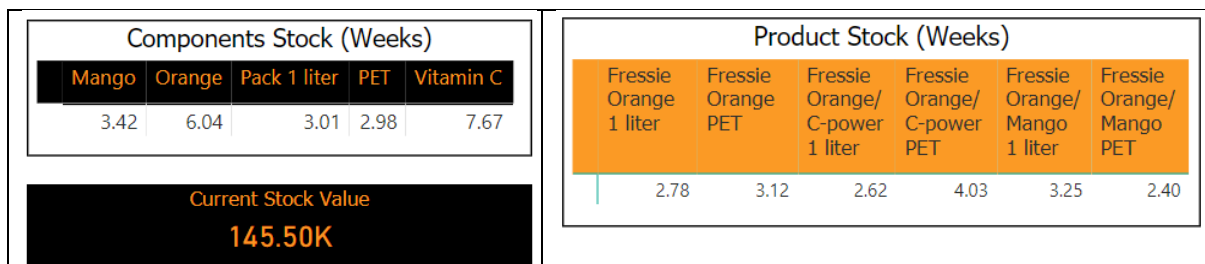 Components Stock (Weeks)
Mango Orange Pack 1 liter PET Vitamin C
3.42 6.04 3.01 2.98 7.67
Current Stock Value
145.50K
Product Stock (Weeks)
Fressie Fressie Fressie Fressie Fressie Fressie
Orange Orange Orange/ Orange/ Orange/ Orange/
1 liter PET C-power C-power Mango Mango
1 liter PET 1 liter PET
2.78 3.12 2.62 4.03 3.25 2.40